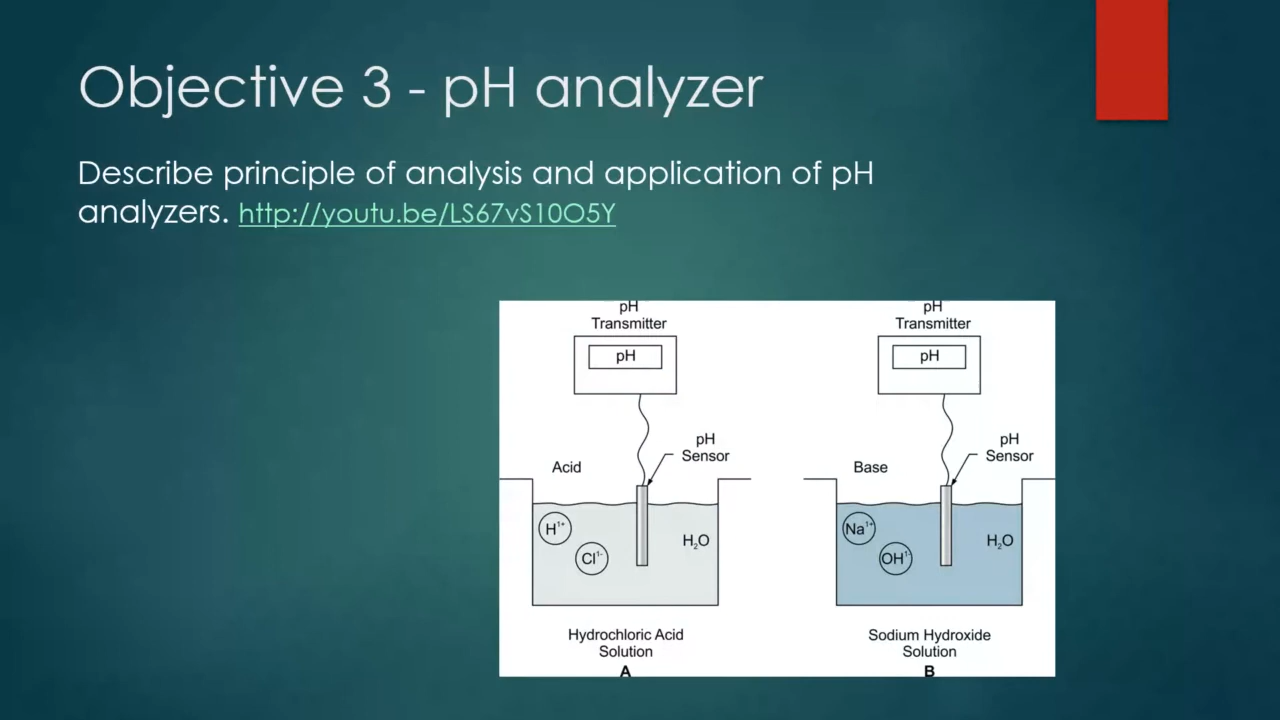 Objective 3 - pH analyzer
Describe principle of analysis and application of pH
analyzers. http://youtu.be/LS67vS10O5Y
pH
Transmitter
pH
pH
Sensor
Acid
H¹⁺
Cl¹⁻
H₂O
Hydrochloric Acid
Solution
A
pH
Transmitter
pH
pH
Sensor
Base
Na¹⁺
OH¹⁻
H₂O
Sodium Hydroxide
Solution
B